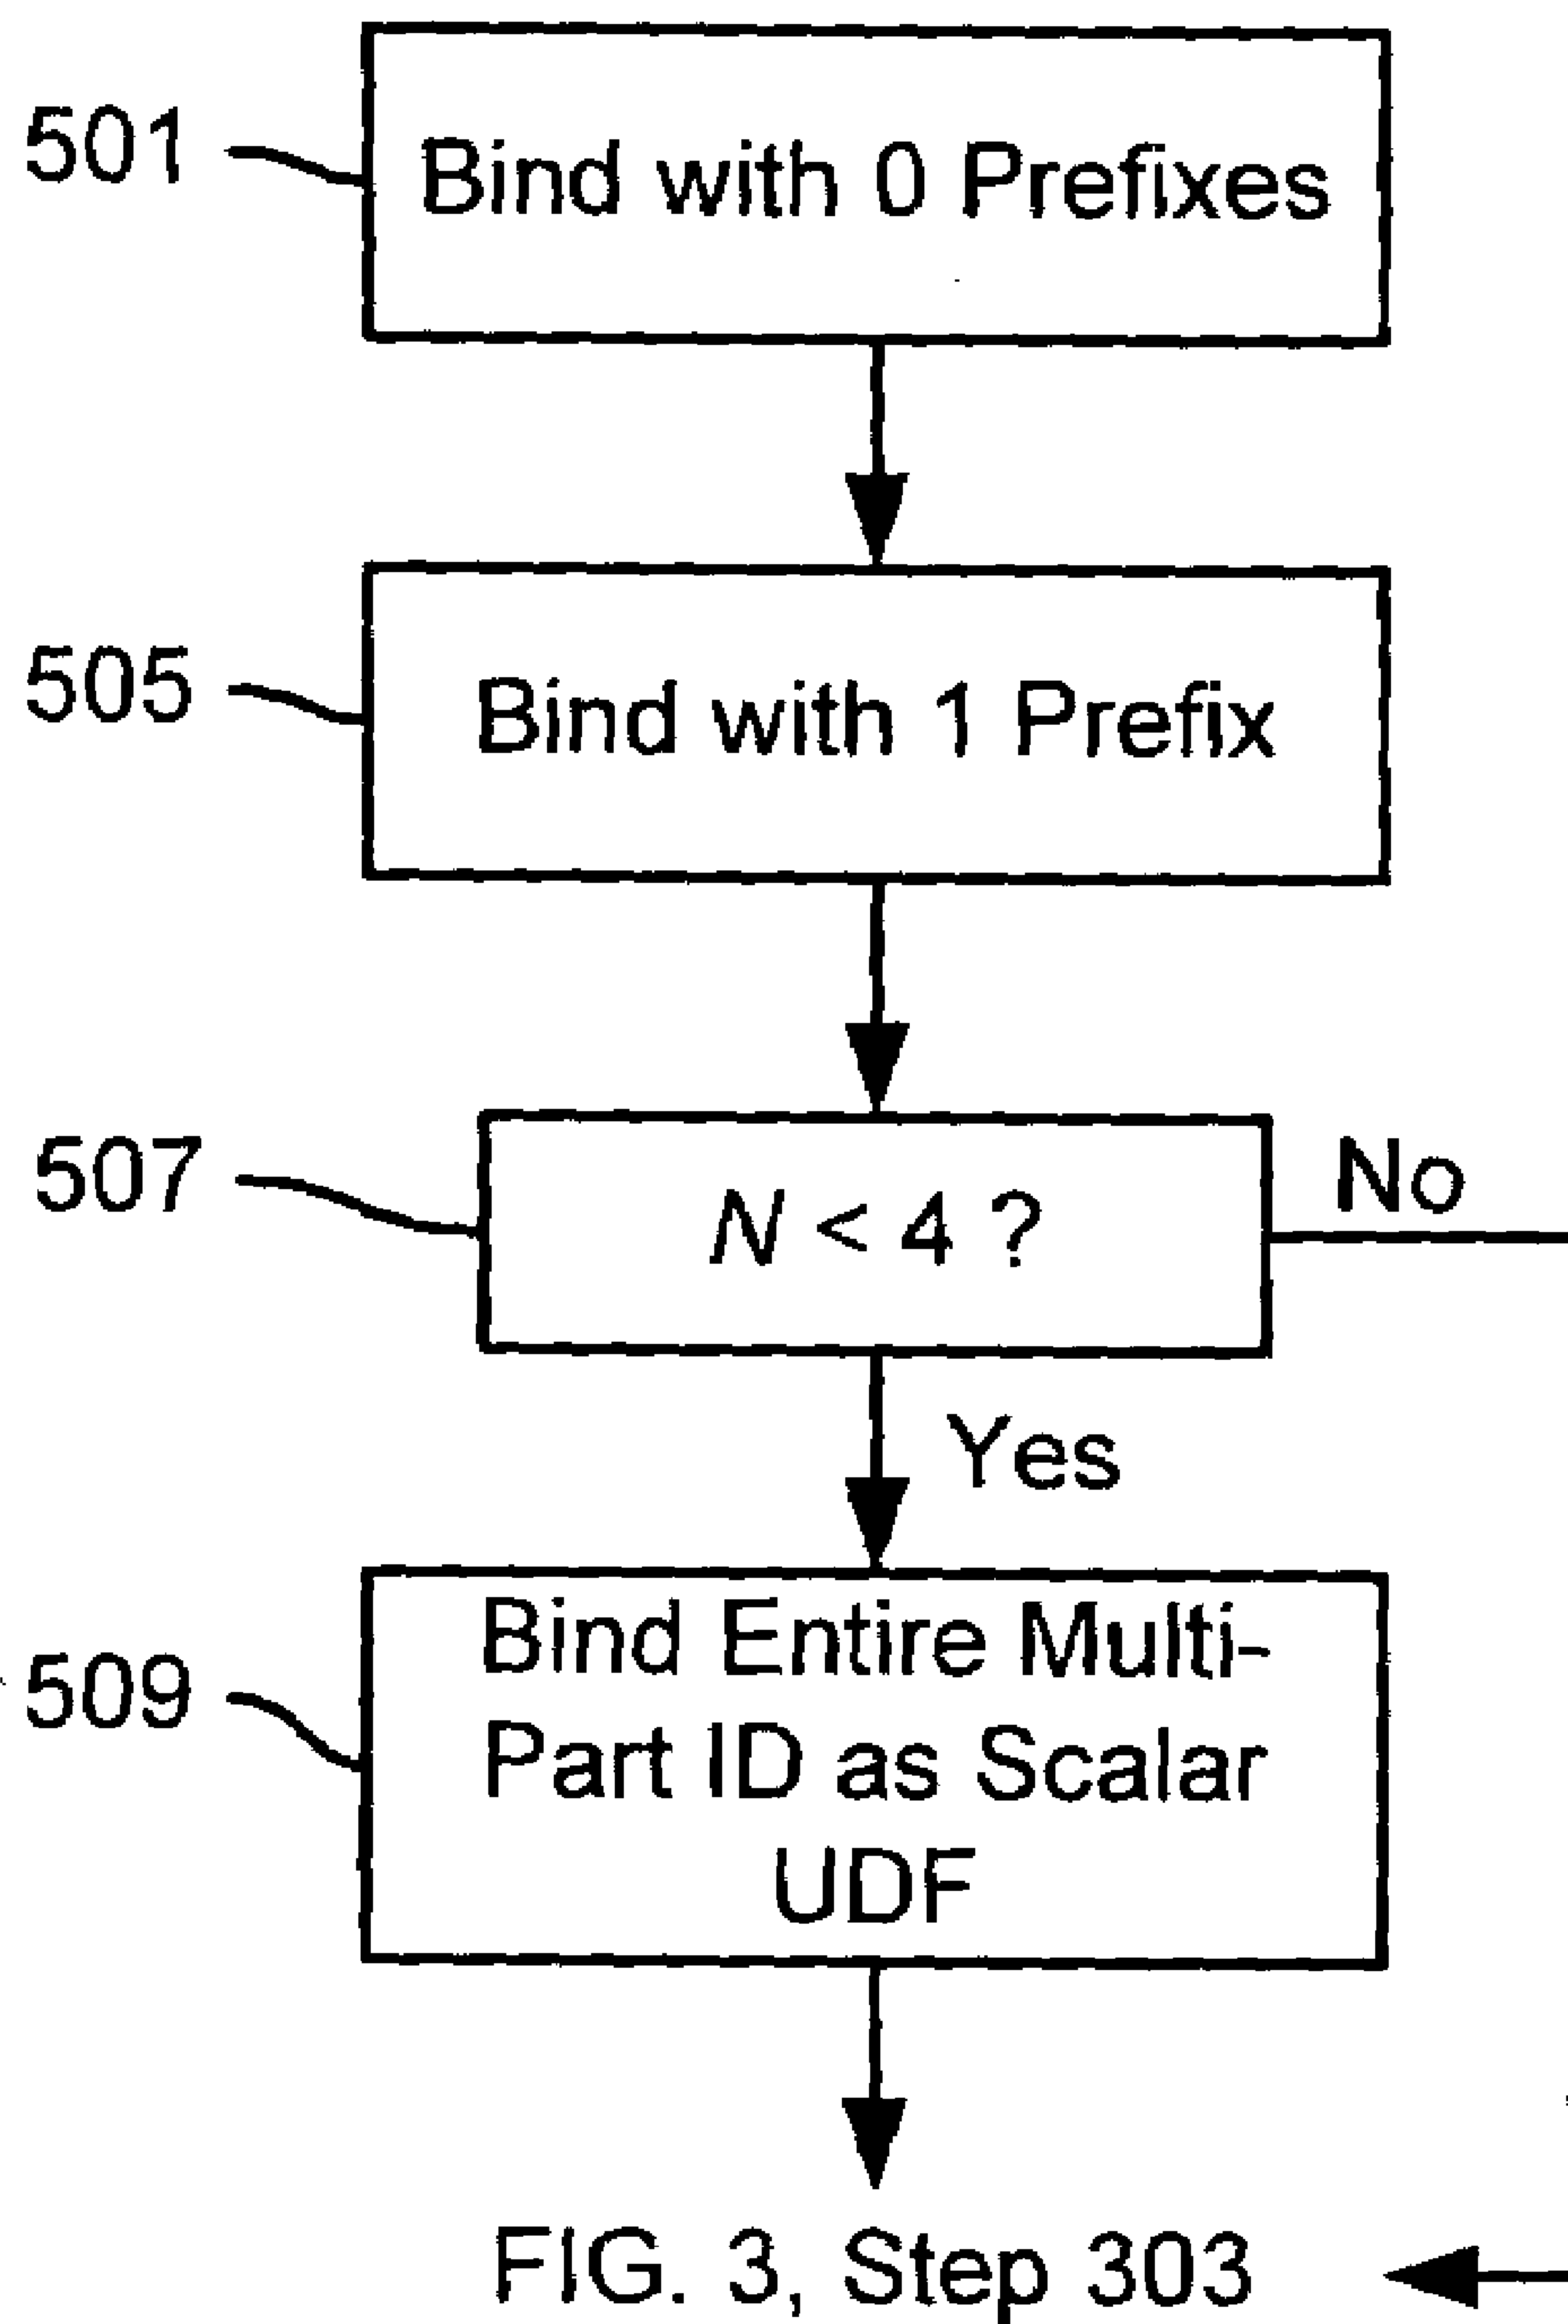 501
Bind with 0 Prefixes
505
Bind with 1 Prefix
507
N < 4 ?
No
Yes
509
Bind Entire Multi-
Part ID as Scalar
UDF
FIG. 3, Step 303